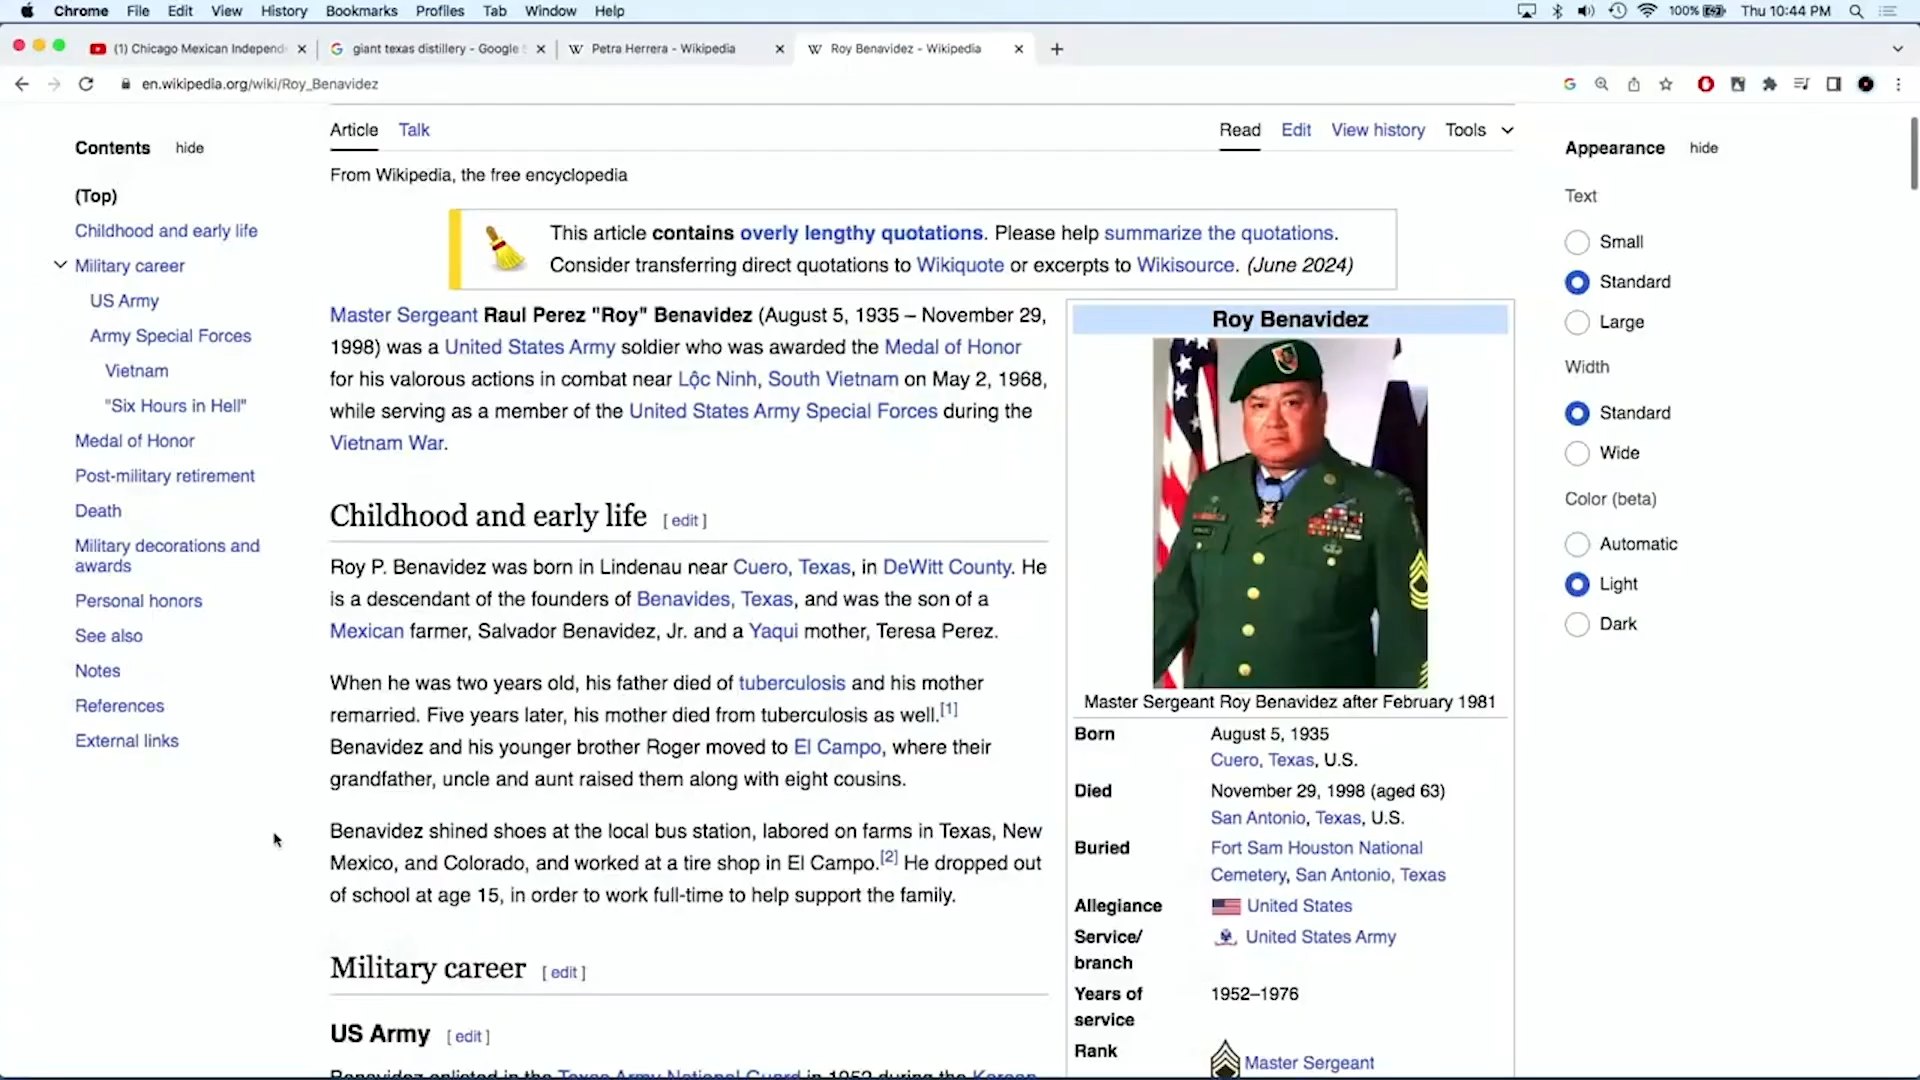 Chrome File Edit View History Bookmarks Profiles Tab Window Help 100% Thu 10:44 PM
(1) Chicago Mexican Independ giant texas distillery - Google Petra Herrera - Wikipedia Roy Benavidez - Wikipedia
en.wikipedia.org/wiki/Roy_Benavidez
Contents hide
(Top)
Childhood and early life
Military career
US Army
Army Special Forces
Vietnam
"Six Hours in Hell"
Medal of Honor
Post-military retirement
Death
Military decorations and
awards
Personal honors
See also
Notes
References
External links
Article Talk Read Edit View history Tools
From Wikipedia, the free encyclopedia
This article contains overly lengthy quotations. Please help summarize the quotations.
Consider transferring direct quotations to Wikiquote or excerpts to Wikisource. (June 2024)
Master Sergeant Raul Perez "Roy" Benavidez (August 5, 1935 – November 29,
1998) was a United States Army soldier who was awarded the Medal of Honor
for his valorous actions in combat near Lộc Ninh, South Vietnam on May 2, 1968,
while serving as a member of the United States Army Special Forces during the
Vietnam War.
Childhood and early life [ edit ]
Roy P. Benavidez was born in Lindenau near Cuero, Texas, in DeWitt County. He
is a descendant of the founders of Benavides, Texas, and was the son of a
Mexican farmer, Salvador Benavidez, Jr. and a Yaqui mother, Teresa Perez.
When he was two years old, his father died of tuberculosis and his mother
remarried. Five years later, his mother died from tuberculosis as well.[1]
Benavidez and his younger brother Roger moved to El Campo, where their
grandfather, uncle and aunt raised them along with eight cousins.
Benavidez shined shoes at the local bus station, labored on farms in Texas, New
Mexico, and Colorado, and worked at a tire shop in El Campo.[2] He dropped out
of school at age 15, in order to work full-time to help support the family.
Military career [ edit ]
US Army [ edit ]
Benavidez enlisted in the Texas Army National Guard in 1952 during the Korean
Roy Benavidez
Master Sergeant Roy Benavidez after February 1981
Born August 5, 1935
Cuero, Texas, U.S.
Died November 29, 1998 (aged 63)
San Antonio, Texas, U.S.
Buried Fort Sam Houston National
Cemetery, San Antonio, Texas
Allegiance United States
Service/ United States Army
branch
Years of 1952–1976
service
Rank Master Sergeant
Appearance hide
Text
Small
Standard
Large
Width
Standard
Wide
Color (beta)
Automatic
Light
Dark